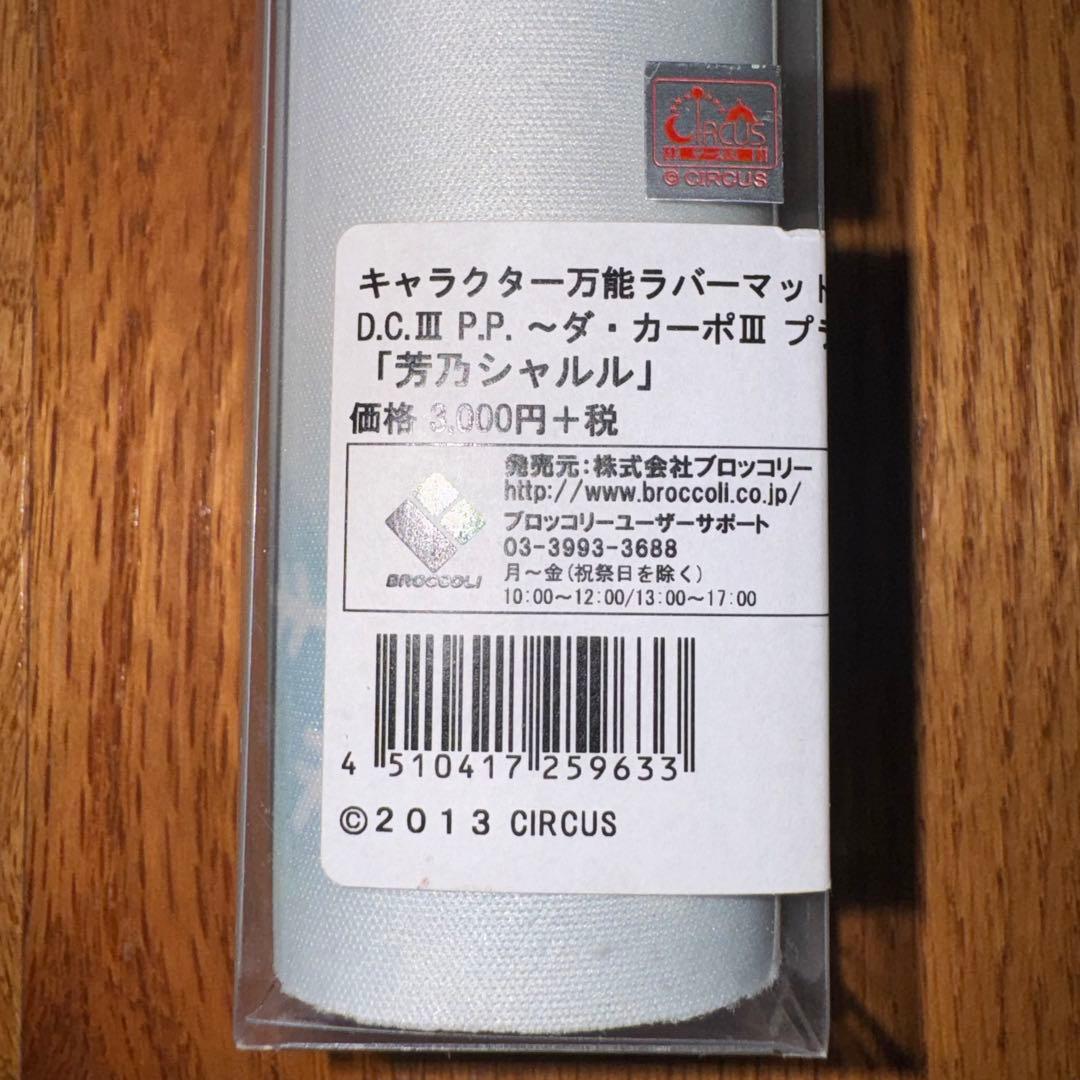 CIRCUS
© CIRCUS
キャラクター万能ラバーマット
D.C.Ⅲ P.P. ～ダ・カーポⅢ プラ
「芳乃シャルル」
価格 3,000円＋税
発売元：株式会社ブロッコリー
http://www.broccoli.co.jp/
ブロッコリーユーザーサポート
03-3993-3688
月～金(祝祭日を除く)
10:00～12:00/13:00～17:00
BROCCOLI
4 510417 259633
©2013 CIRCUS